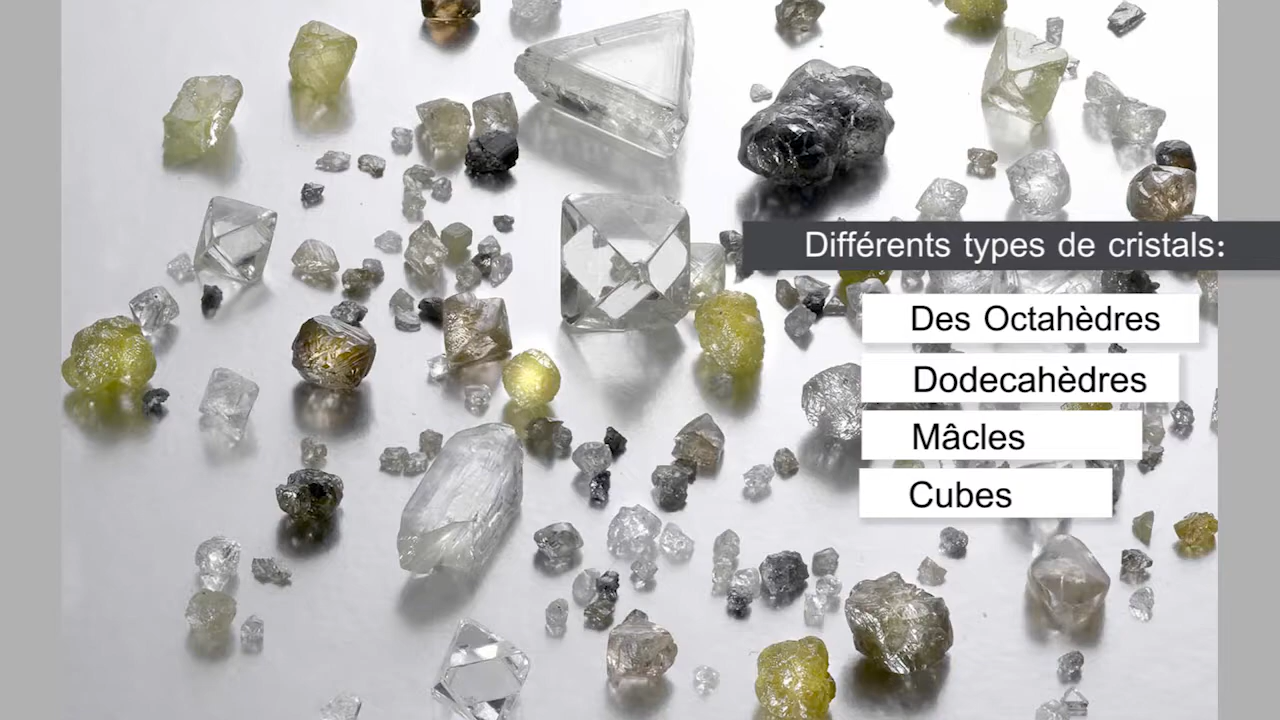 Différents types de cristals:
Des Octahèdres
Dodecahèdres
Mâcles
Cubes